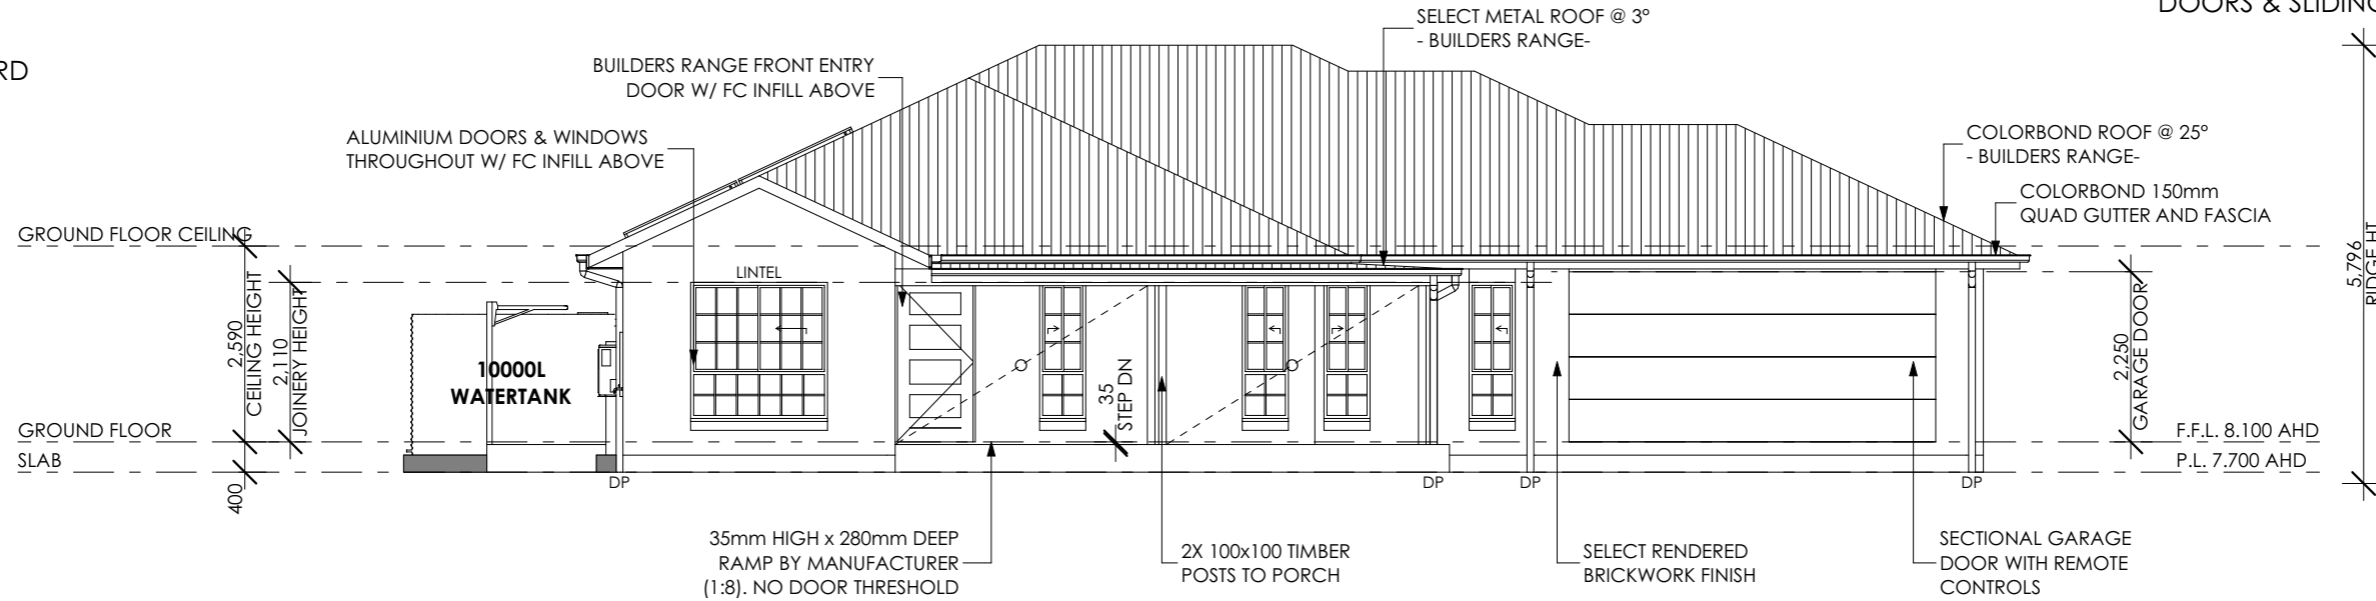 DOORS & SLIDING
RD
SELECT METAL ROOF @ 3°
- BUILDERS RANGE-
BUILDERS RANGE FRONT ENTRY
DOOR W/ FC INFILL ABOVE
ALUMINIUM DOORS & WINDOWS
THROUGHOUT W/ FC INFILL ABOVE
COLORBOND ROOF @ 25°
- BUILDERS RANGE-
COLORBOND 150mm
QUAD GUTTER AND FASCIA
GROUND FLOOR CEILING
LINTEL
2,590
CEILING HEIGHT
2,110
JOINERY HEIGHT
10000L
WATERTANK
35
STEP DN
2,250
GARAGE DOOR
5,796
RIDGE HT
GROUND FLOOR
SLAB
400
F.F.L. 8.100 AHD
P.L. 7.700 AHD
DP
DP
DP
DP
35mm HIGH x 280mm DEEP
RAMP BY MANUFACTURER
(1:8). NO DOOR THRESHOLD
2X 100x100 TIMBER
POSTS TO PORCH
SELECT RENDERED
BRICKWORK FINISH
SECTIONAL GARAGE
DOOR WITH REMOTE
CONTROLS